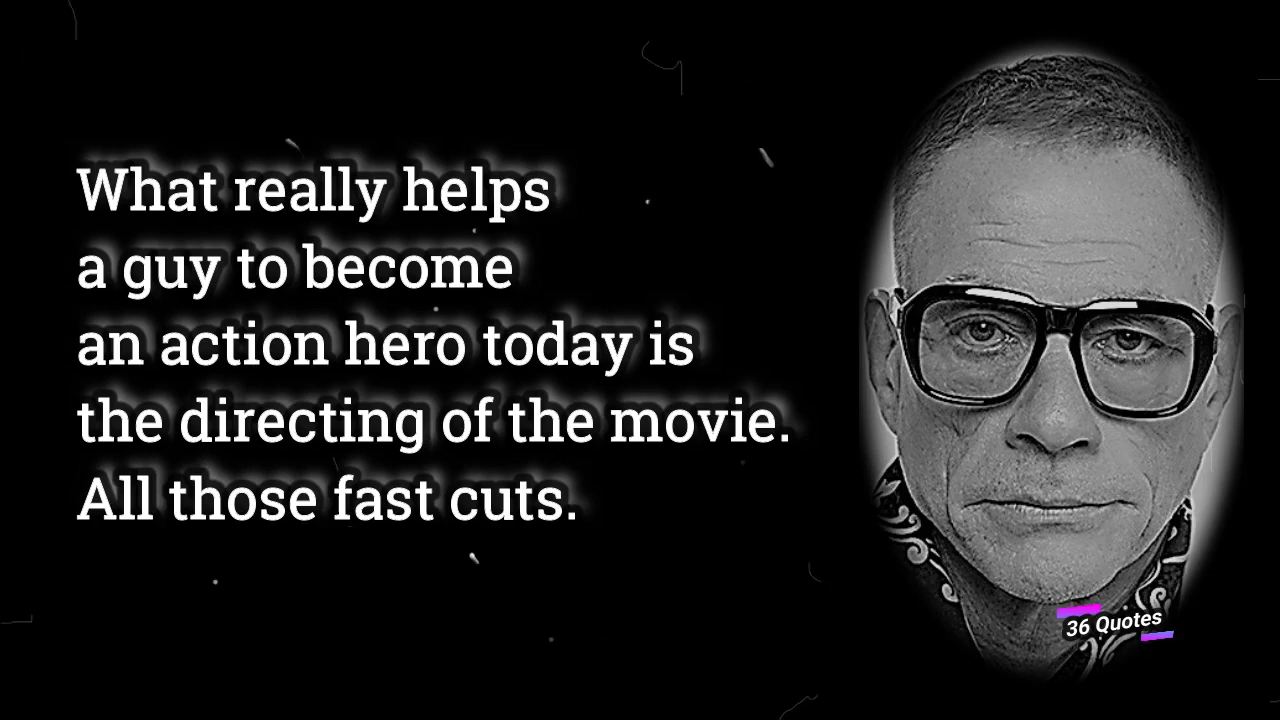 What really helps
a guy to become
an action hero today is
the directing of the movie.
All those fast cuts.
36 Quotes